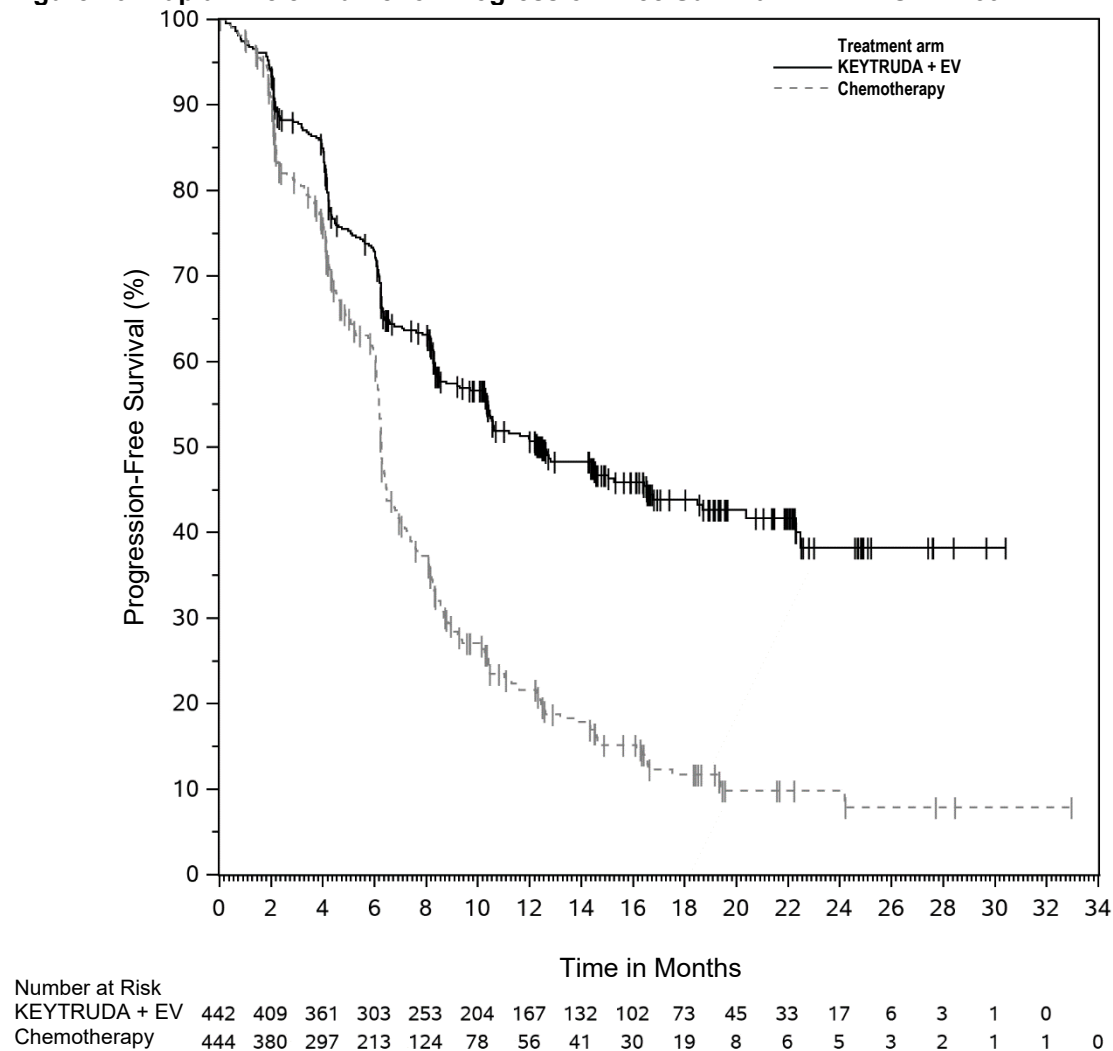 Treatment arm
KEYTRUDA + EV
Chemotherapy
Progression-Free Survival (%)
100
90
80
70
60
50
40
30
20
10
0
0 2 4 6 8 10 12 14 16 18 20 22 24 26 28 30 32 34
Time in Months
Number at Risk
KEYTRUDA + EV 442 409 361 303 253 204 167 132 102 73 45 33 17 6 3 1 0
Chemotherapy 444 380 297 213 124 78 56 41 30 19 8 6 5 3 2 1 1 0